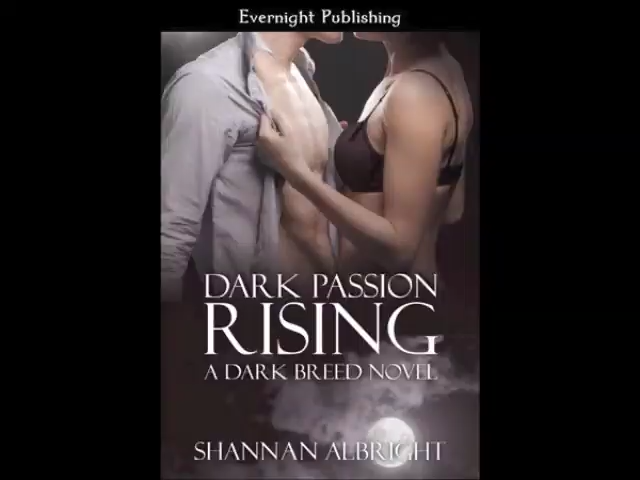 Evernight Publishing
DARK PASSION
RISING
A DARK BREED NOVEL
SHANNAN ALBRIGHT